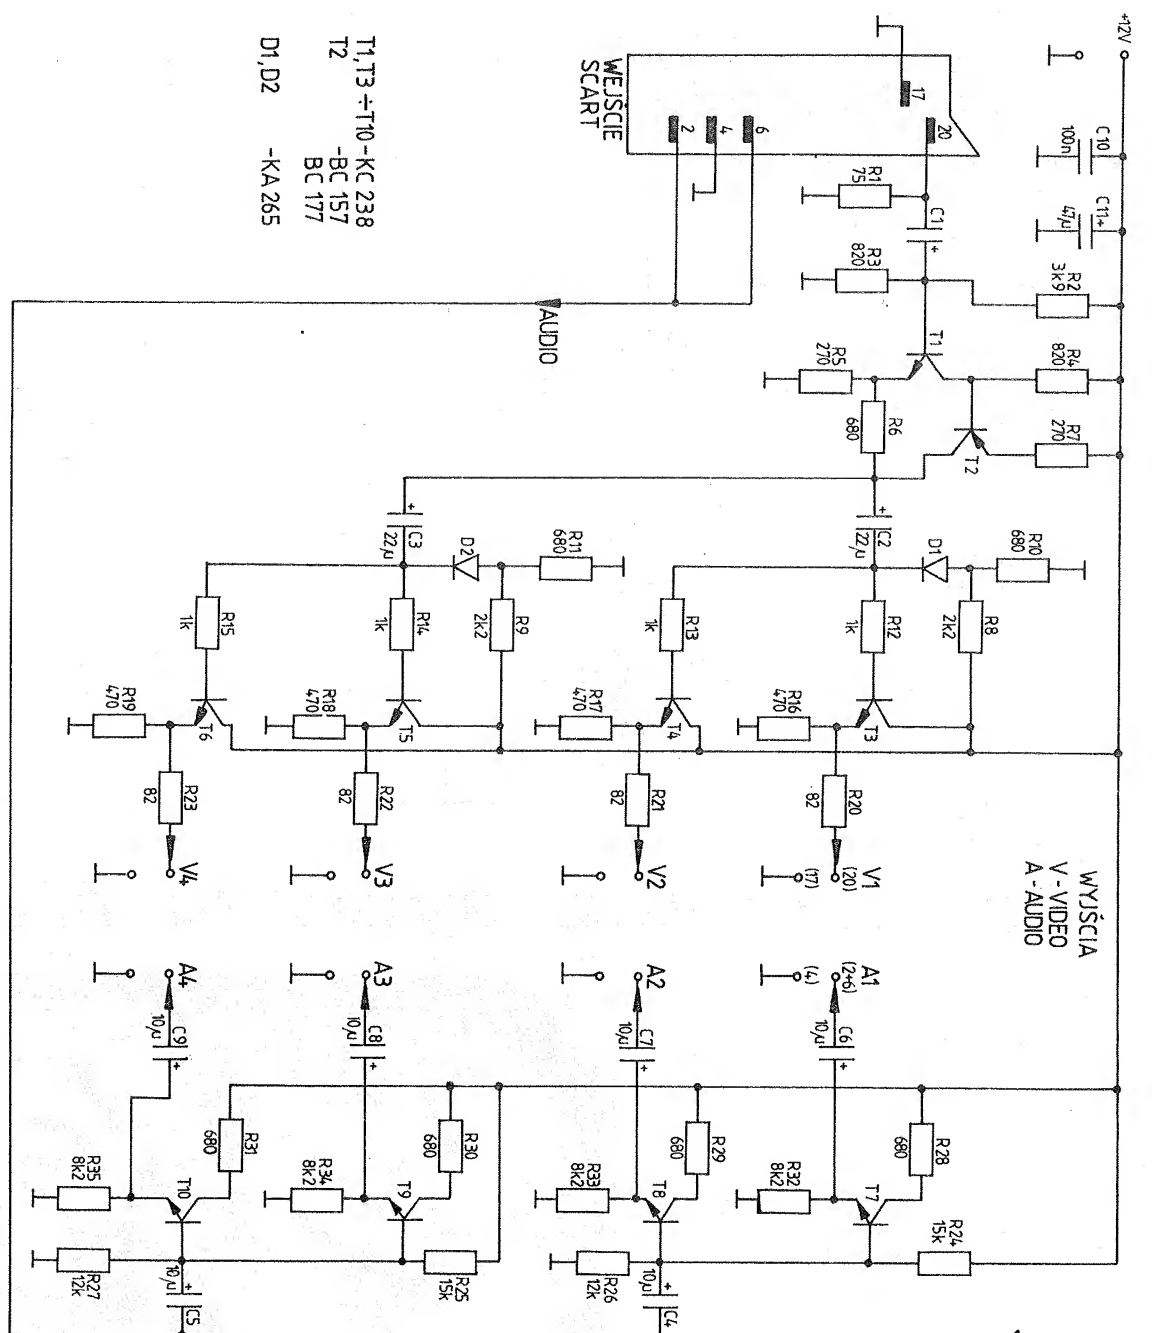 +12V
C10
100n
C11+
47µ
R2
3k9
R4
820
R7
270
WEJŚCIE
SCART
17
20
6
4
2
R1
75
C1
+
R3
820
T1
R5
270
R6
680
T2
AUDIO
T1,T3÷T10-KC 238
T2 -BC 157
BC 177
D1,D2 -KA265
+
C2
22µ
D1
R10
680
R8
2k2
R12
1k
R13
1k
+
C3
22µ
D2
R11
680
R9
2k2
R14
1k
R15
1k
T3
R16
470
T4
R17
470
T5
R18
470
T6
R19
470
R20
82
R21
82
R22
82
R23
82
WYJŚCIA
V - VIDEO
A - AUDIO
V1
(20)
(17)
V2
V3
V4
A1
(2+6)
(4)
A2
A3
A4
C6
10µ
+
C7
10µ
+
C8
10µ
+
C9
10µ
+
R28
680
R29
680
R30
680
R31
680
T7
R32
8k2
T8
R33
8k2
T9
R34
8k2
T10
R35
8k2
R24
15k
R26
12k
R25
15k
R27
12k
10µ
+
C4
10µ
+
C5